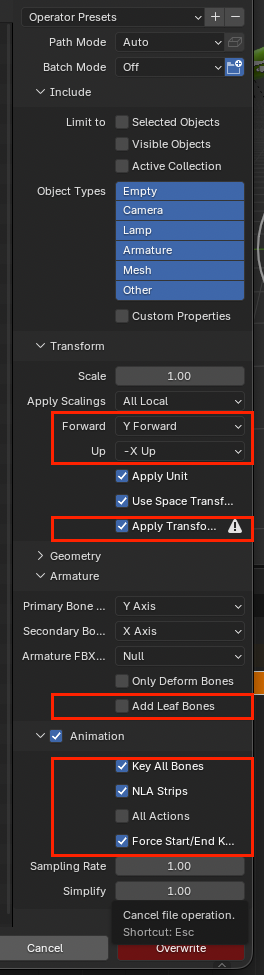 Operator Presets
Path Mode Auto
Batch Mode Off
Include
Limit to Selected Objects
Visible Objects
Active Collection
Object Types Empty
Camera
Lamp
Armature
Mesh
Other
Custom Properties
Transform
Scale 1.00
Apply Scalings All Local
Forward Y Forward
Up -X Up
Apply Unit
Use Space Transf...
Apply Transfo...
Geometry
Armature
Primary Bone ... Y Axis
Secondary Bo... X Axis
Armature FBX... Null
Only Deform Bones
Add Leaf Bones
Animation
Key All Bones
NLA Strips
All Actions
Force Start/End K...
Sampling Rate 1.00
Simplify 1.00
Cancel file operation.
Shortcut: Esc
Cancel Overwrite